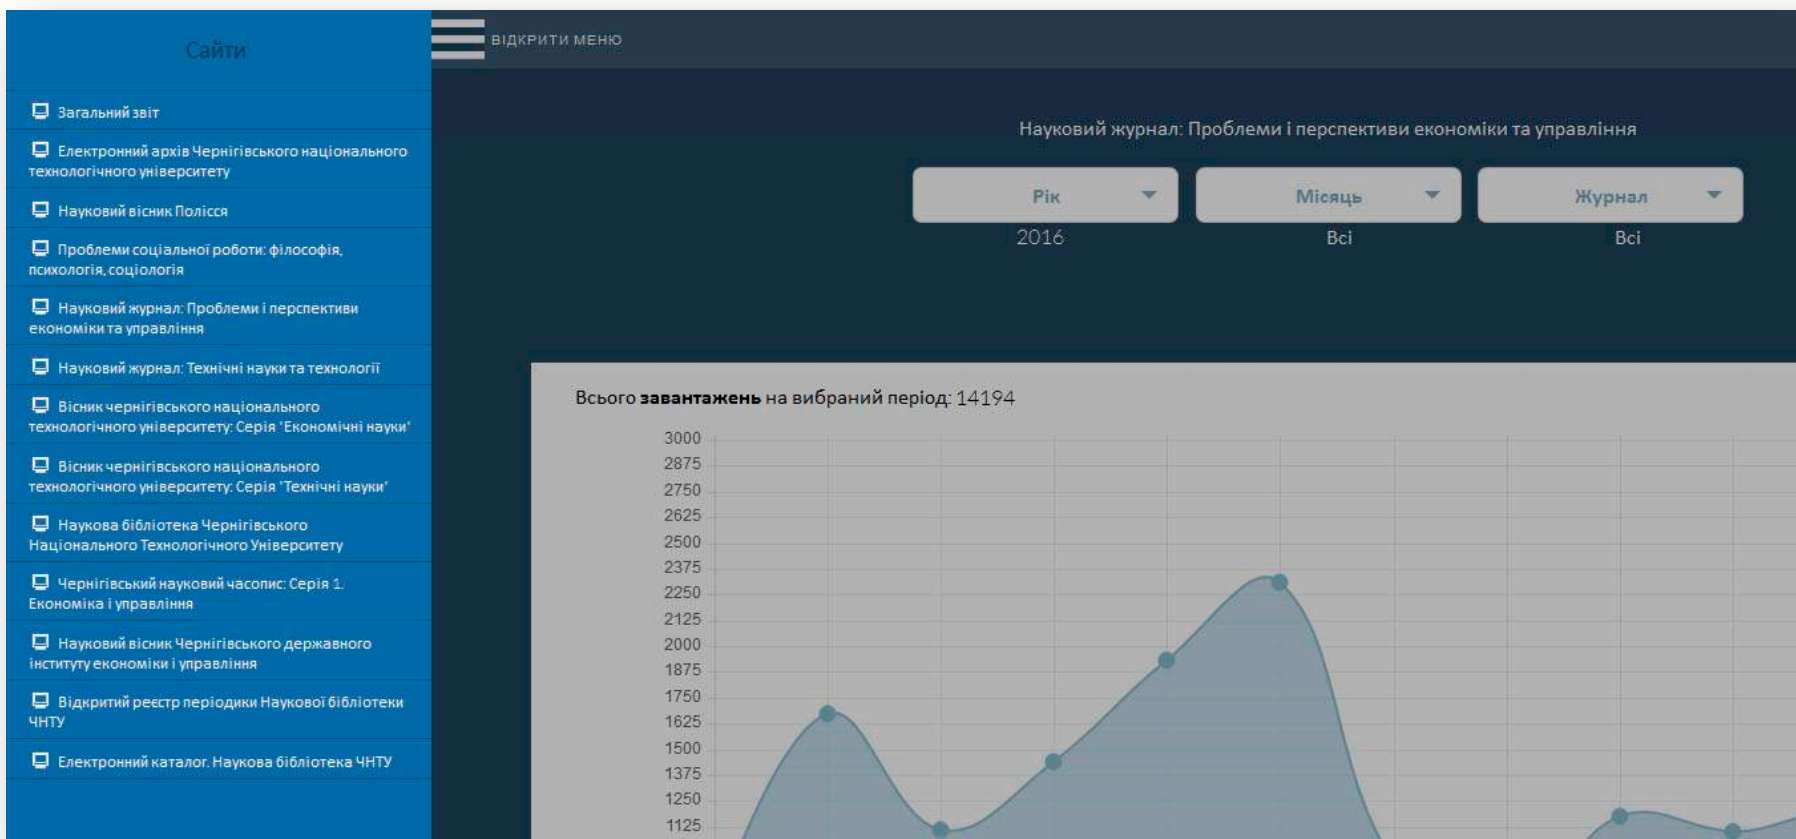 Сайти
Загальний звіт
Електронний архів Чернігівського національного
технологічного університету
Науковий вісник Полісся
Проблеми соціальної роботи: філософія,
психологія, соціологія
Науковий журнал: Проблеми і перспективи
економіки та управління
Науковий журнал: Технічні науки та технології
Вісник чернігівського національного
технологічного університету: Серія "Економічні науки"
Вісник чернігівського національного
технологічного університету: Серія "Технічні науки"
Наукова бібліотека Чернігівського
Національного Технологічного Університету
Чернігівський науковий часопис: Серія 1.
Економіка і управління
Науковий вісник Чернігівського державного
інституту економіки і управління
Відкритий реєстр періодики Наукової бібліотеки
ЧНТУ
Електронний каталог. Наукова бібліотека ЧНТУ
ВІДКРИТИ МЕНЮ
Науковий журнал: Проблеми і перспективи економіки та управління
Рік Місяць Журнал
2016 Всі Всі
Всього завантажень на вибраний період: 14194
3000
2875
2750
2625
2500
2375
2250
2125
2000
1875
1750
1625
1500
1375
1250
1125